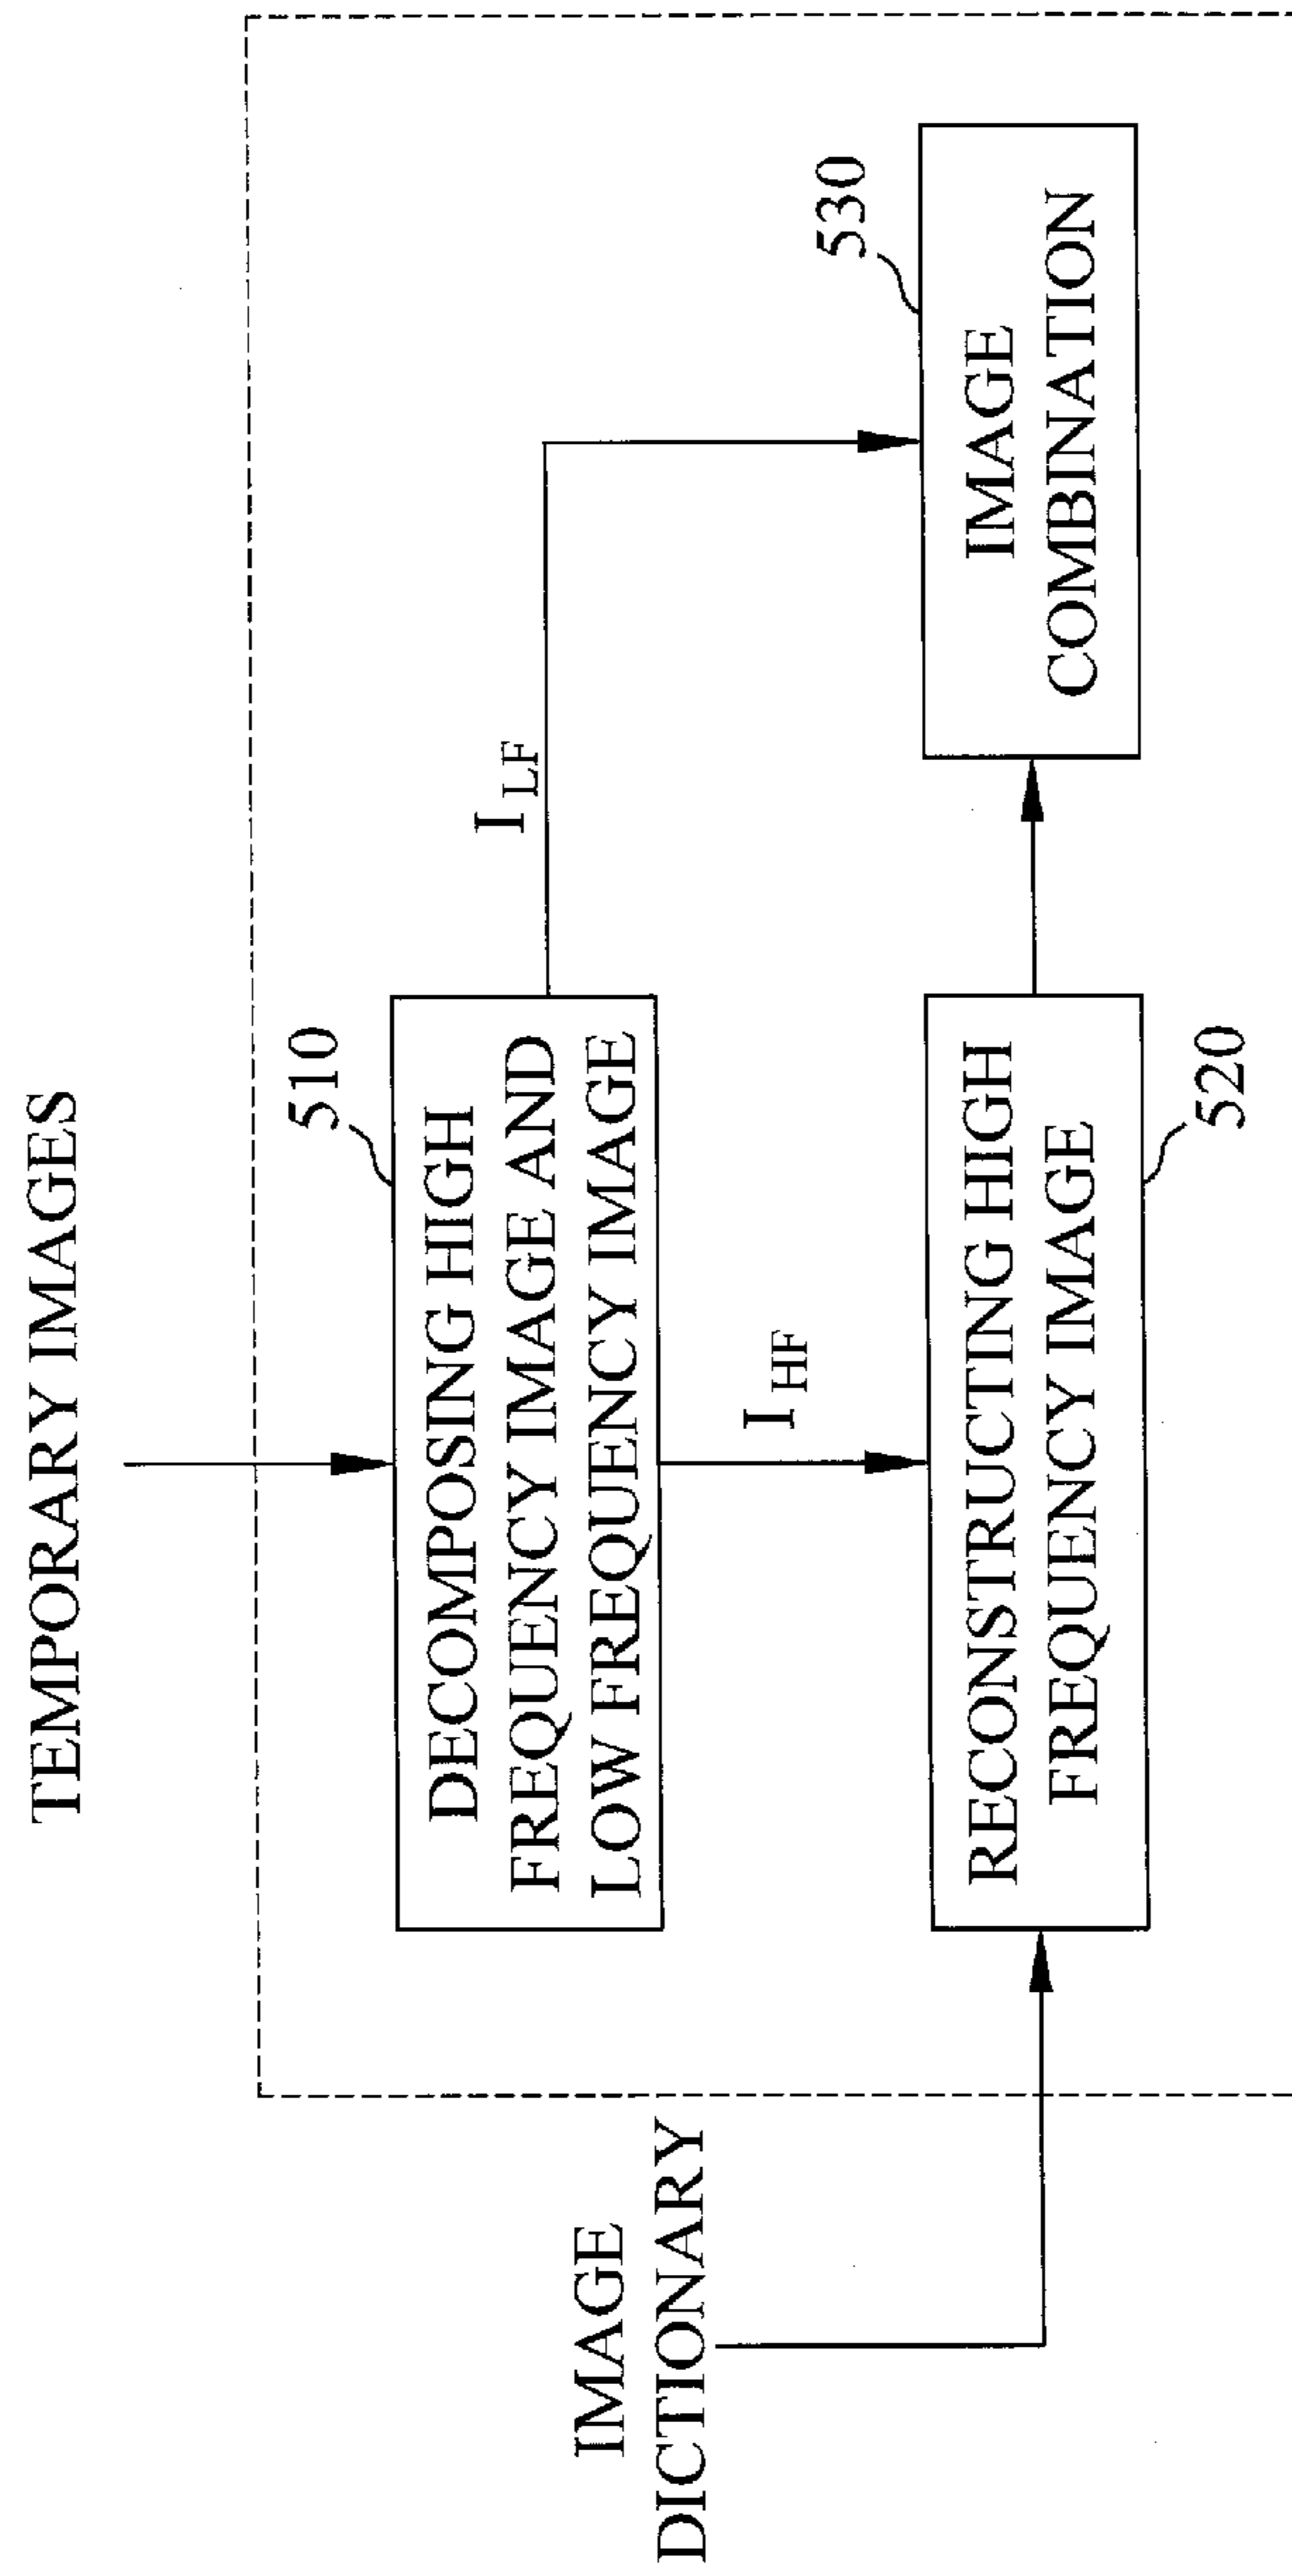 TEMPORARY IMAGES
510
DECOMPOSING HIGH
FREQUENCY IMAGE AND
LOW FREQUENCY IMAGE
I LF
I HF
530
IMAGE
COMBINATION
IMAGE
DICTIONARY
RECONSTRUCTING HIGH
FREQUENCY IMAGE
520